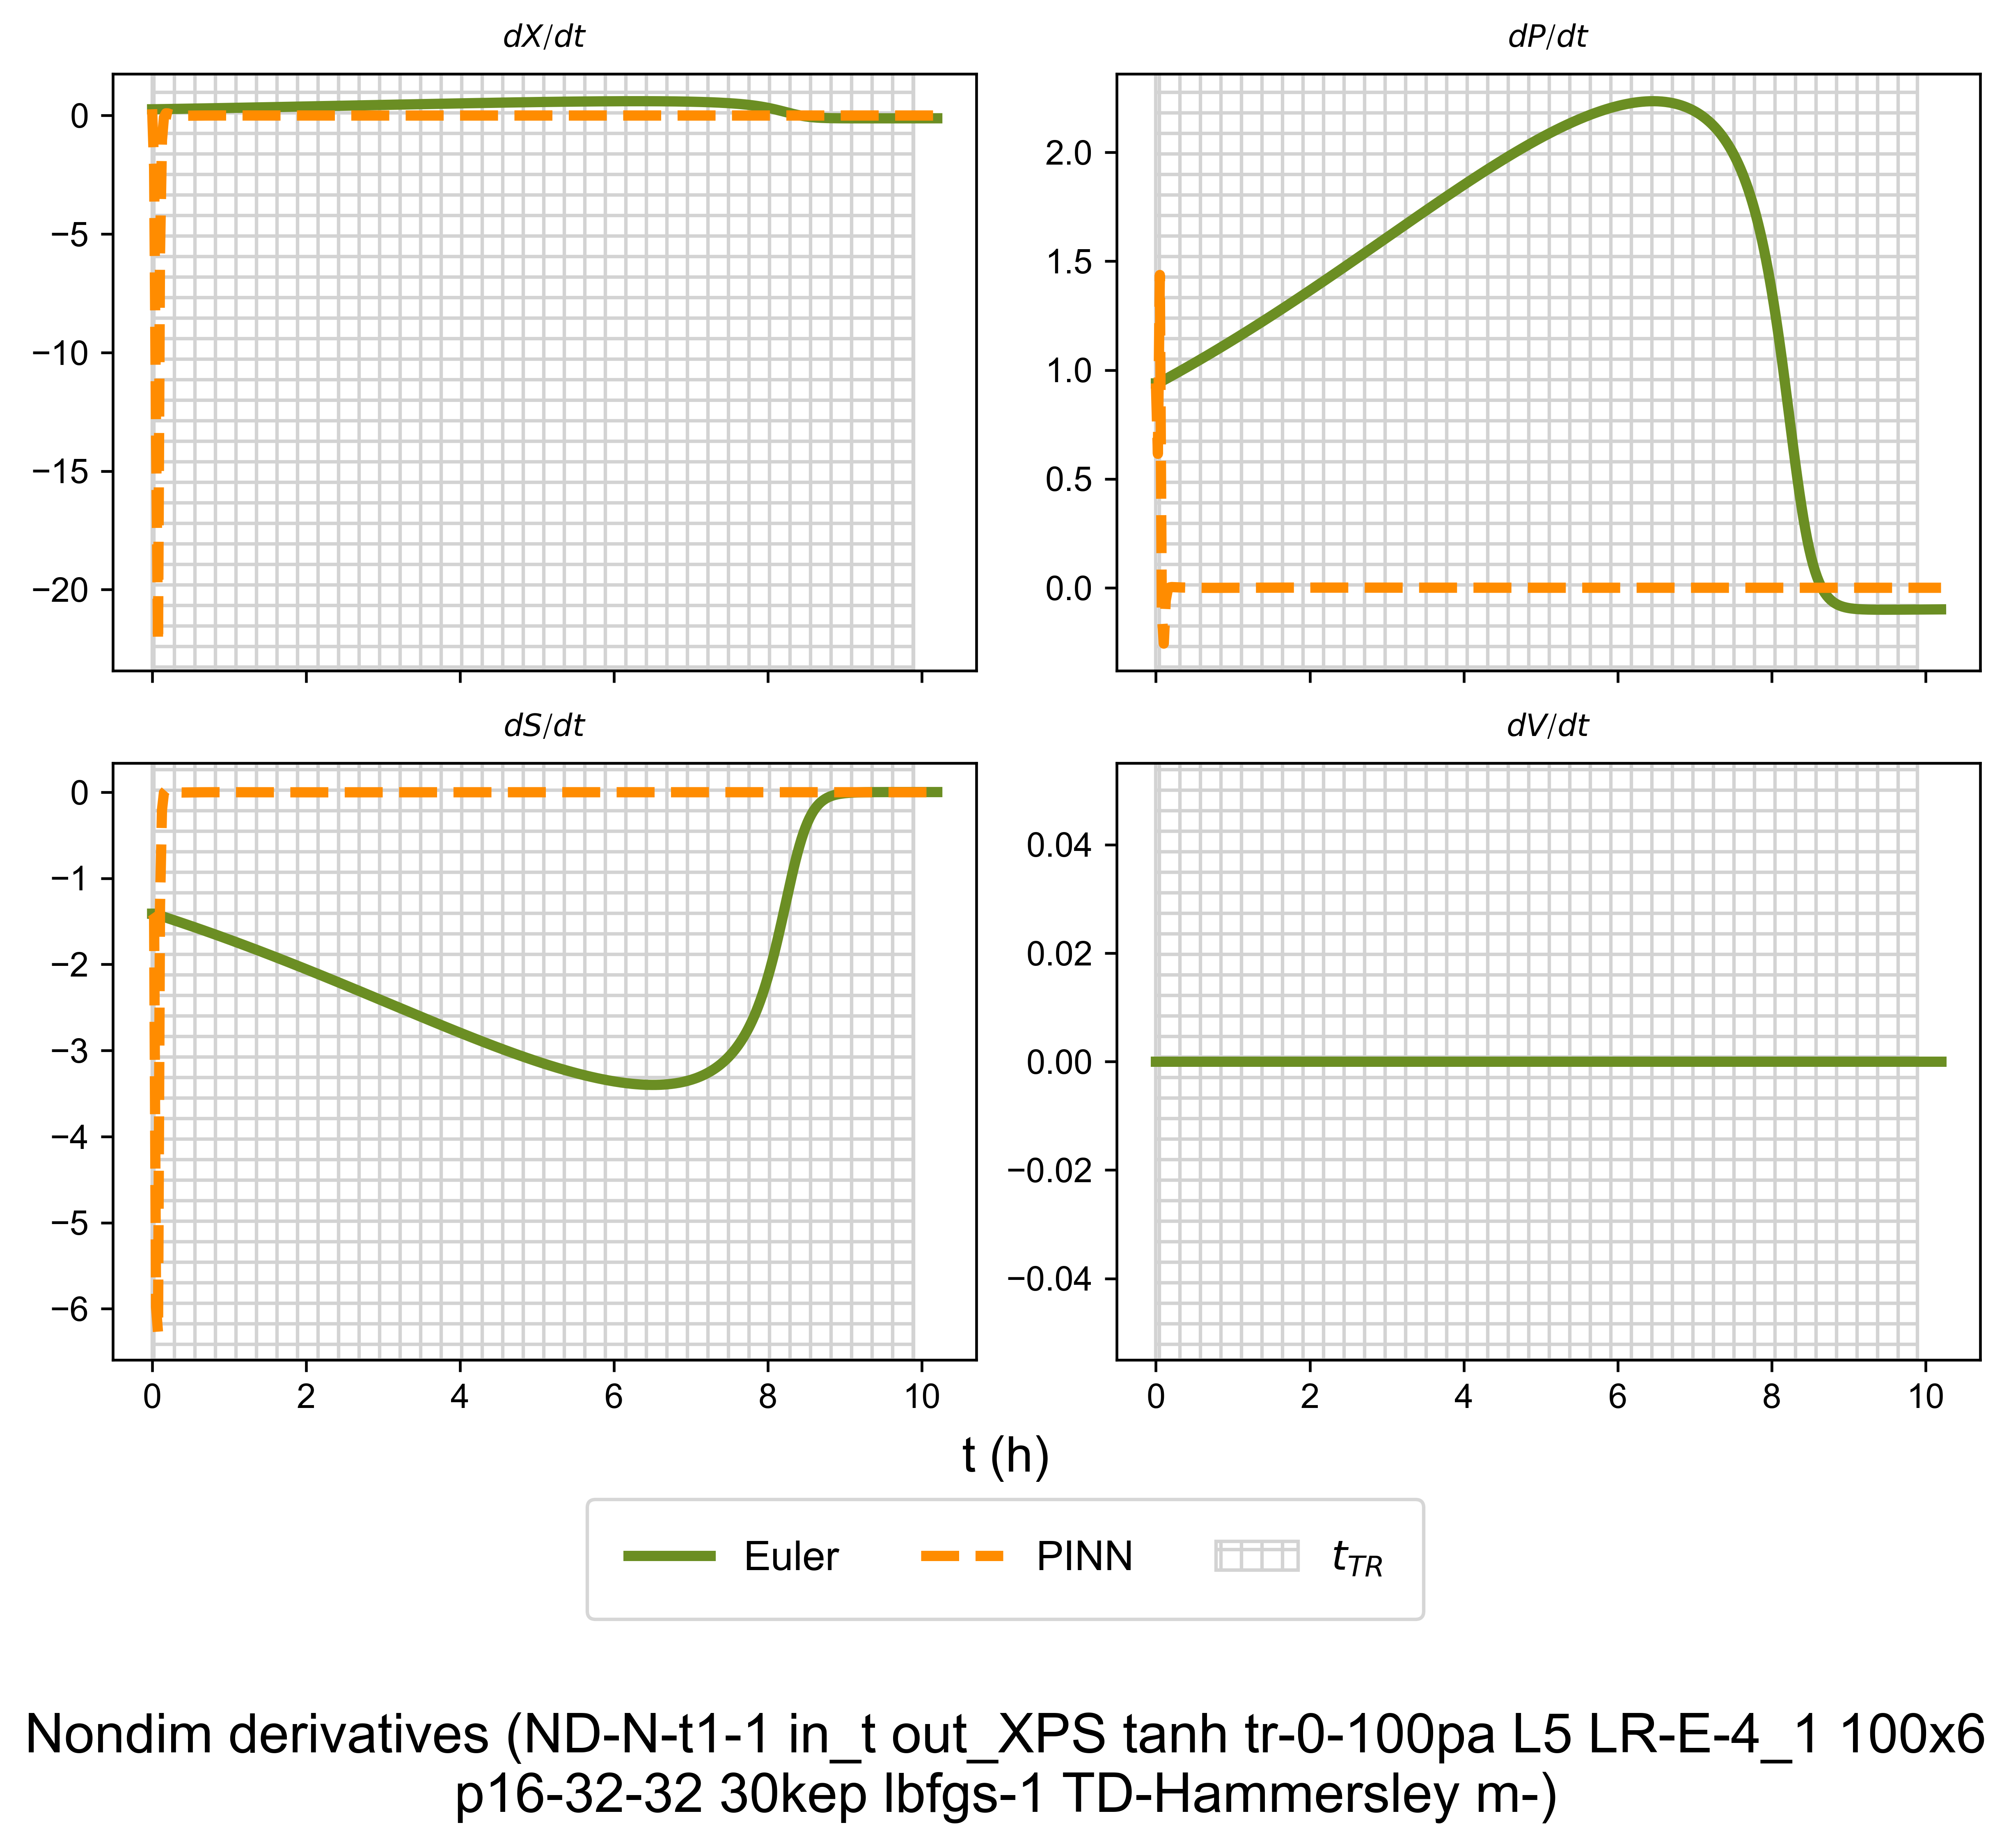 dX/dt
dP/dt
0
−5
−10
−15
−20
2.0
1.5
1.0
0.5
0.0
dS/dt
dV/dt
0
−1
−2
−3
−4
−5
−6
0.04
0.02
0.00
−0.02
−0.04
0 2 4 6 8 10
0 2 4 6 8 10
t (h)
Euler PINN t_TR
Nondim derivatives (ND-N-t1-1 in_t out_XPS tanh tr-0-100pa L5 LR-E-4_1 100x6
p16-32-32 30kep lbfgs-1 TD-Hammersley m-)